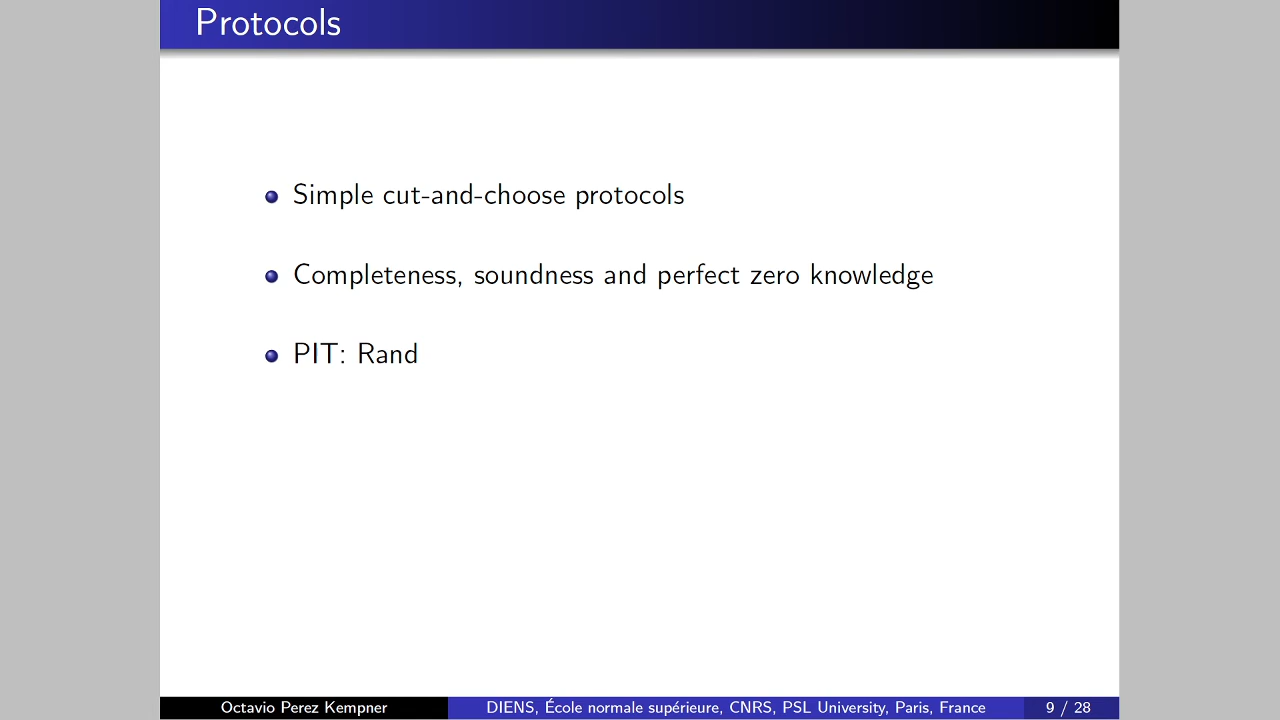 Protocols
Simple cut-and-choose protocols
Completeness, soundness and perfect zero knowledge
PIT: Rand
Octavio Perez Kempner
DIENS, École normale supérieure, CNRS, PSL University, Paris, France
9 / 28